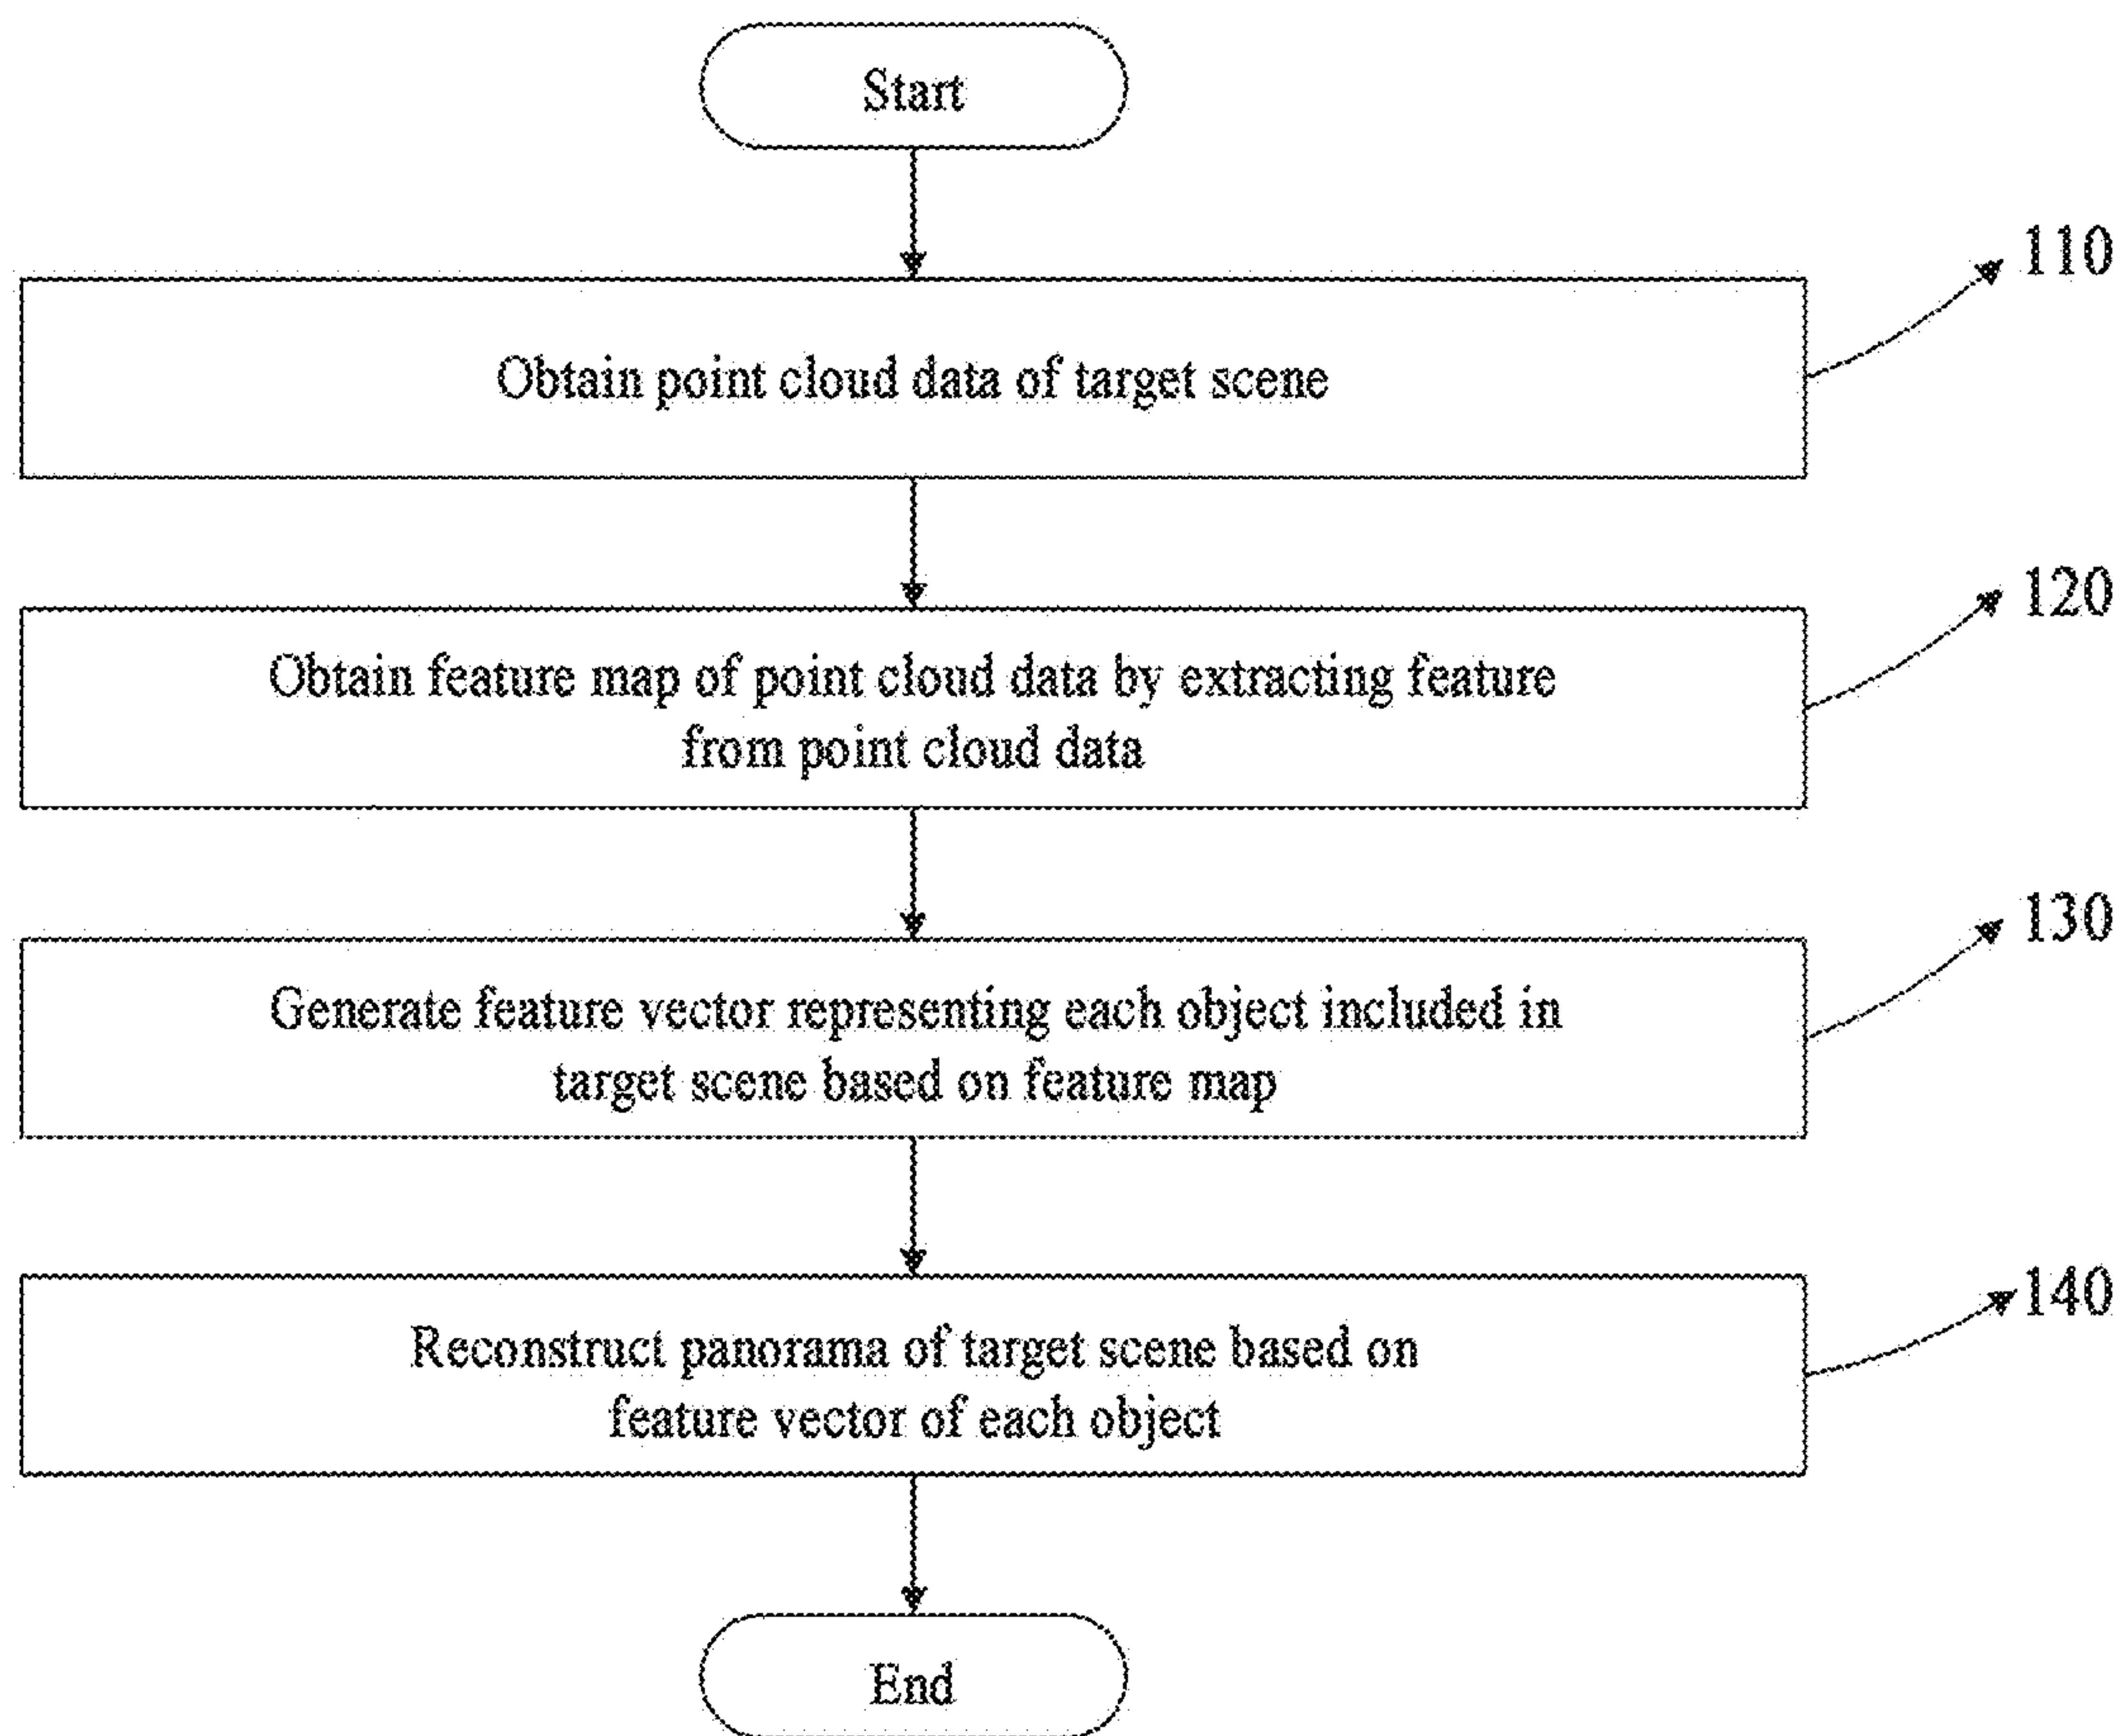 Start
110
Obtain point cloud data of target scene
120
Obtain feature map of point cloud data by extracting feature
from point cloud data
130
Generate feature vector representing each object included in
target scene based on feature map
140
Reconstruct panorama of target scene based on
feature vector of each object
End